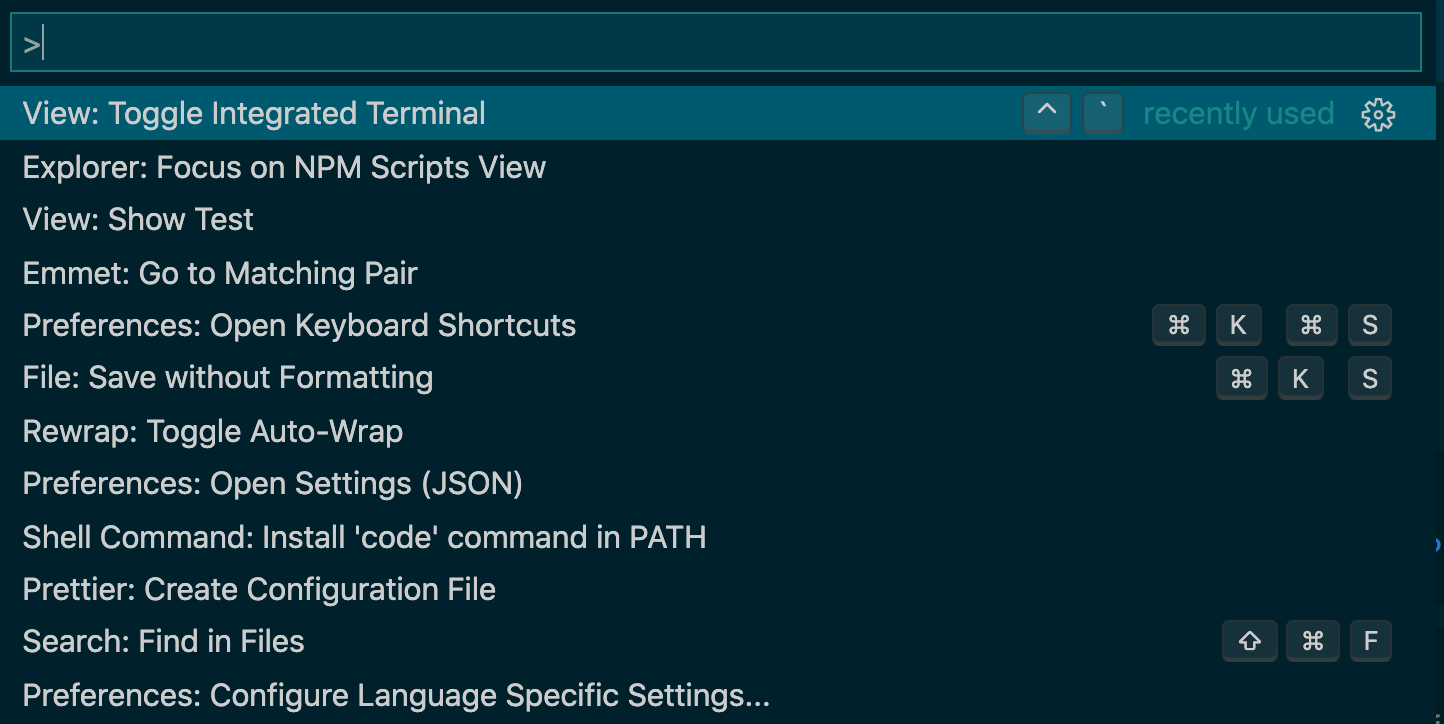 >
View: Toggle Integrated Terminal ^ ` recently used
Explorer: Focus on NPM Scripts View
View: Show Test
Emmet: Go to Matching Pair
Preferences: Open Keyboard Shortcuts ⌘ K ⌘ S
File: Save without Formatting ⌘ K S
Rewrap: Toggle Auto-Wrap
Preferences: Open Settings (JSON)
Shell Command: Install 'code' command in PATH
Prettier: Create Configuration File
Search: Find in Files ⇧ ⌘ F
Preferences: Configure Language Specific Settings...